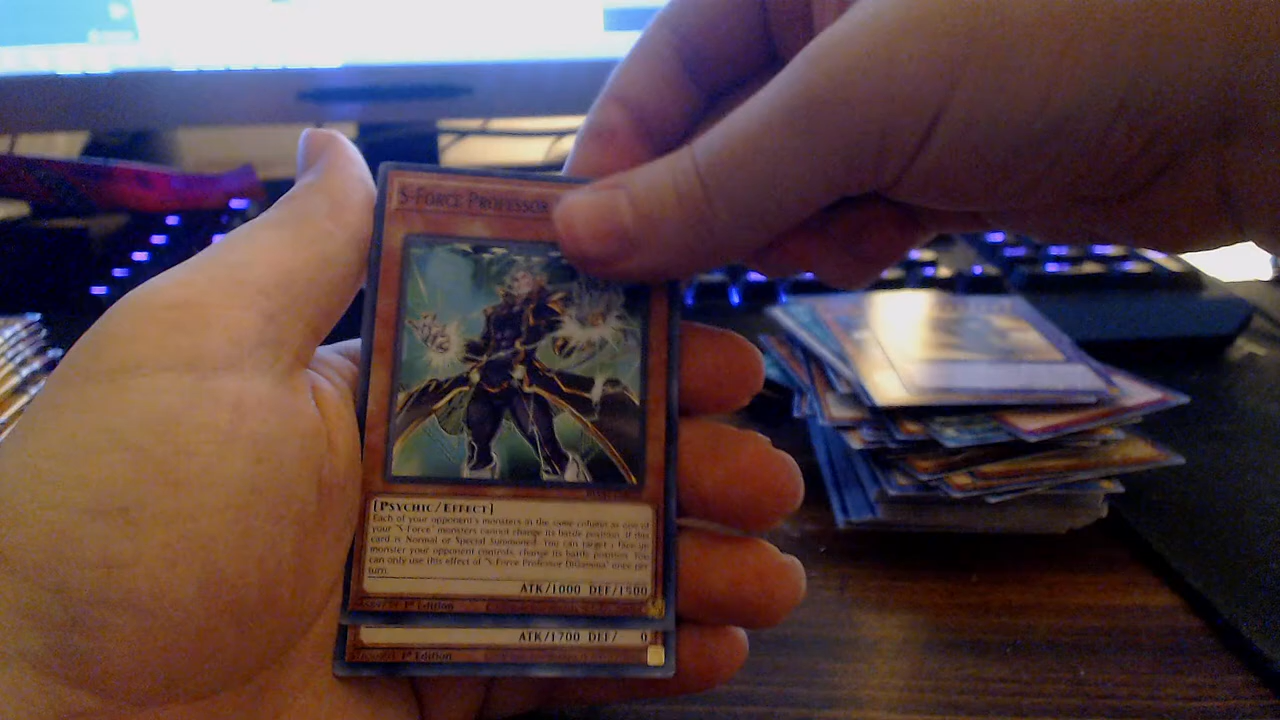 S-Force Professor
[Psychic/Effect]
Each of your opponent's monsters in the same column as one of
your "S-Force" monsters cannot change its battle position. If this
card is Normal or Special Summoned: You can target 1 face-up
monster your opponent controls; change its battle position. You
can only use this effect of "S-Force Professor DiGamma" once per
turn.
ATK/1000 DEF/1500
1st Edition
ATK/1700 DEF/ 0
1st Edition